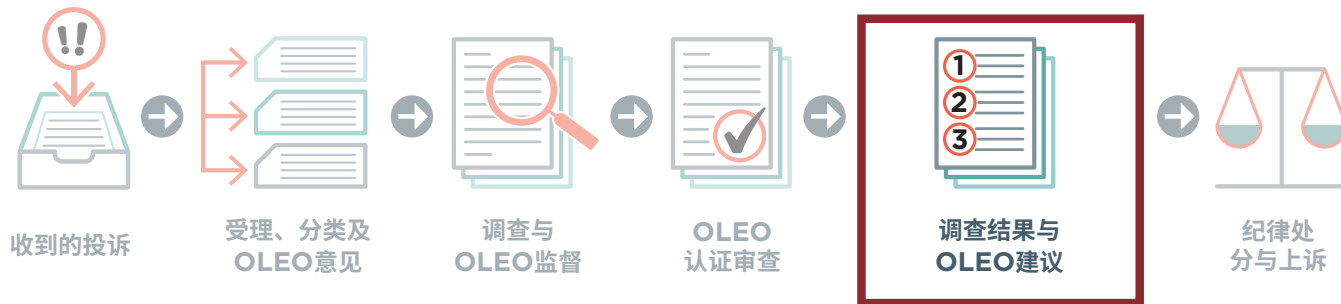 !!
1
2
3
收到的投诉
受理、分类及
OLEO意见
调查与
OLEO监督
OLEO
认证审查
调查结果与
OLEO建议
纪律处
分与上诉